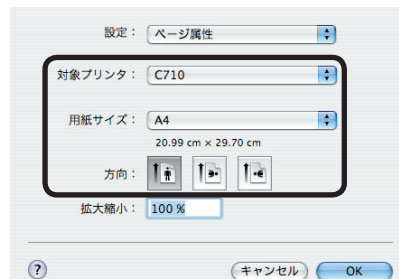 設定： ページ属性
対象プリンタ： C710
用紙サイズ： A4
20.99 cm × 29.70 cm
方向：
拡大縮小： 100 %
? キャンセル OK